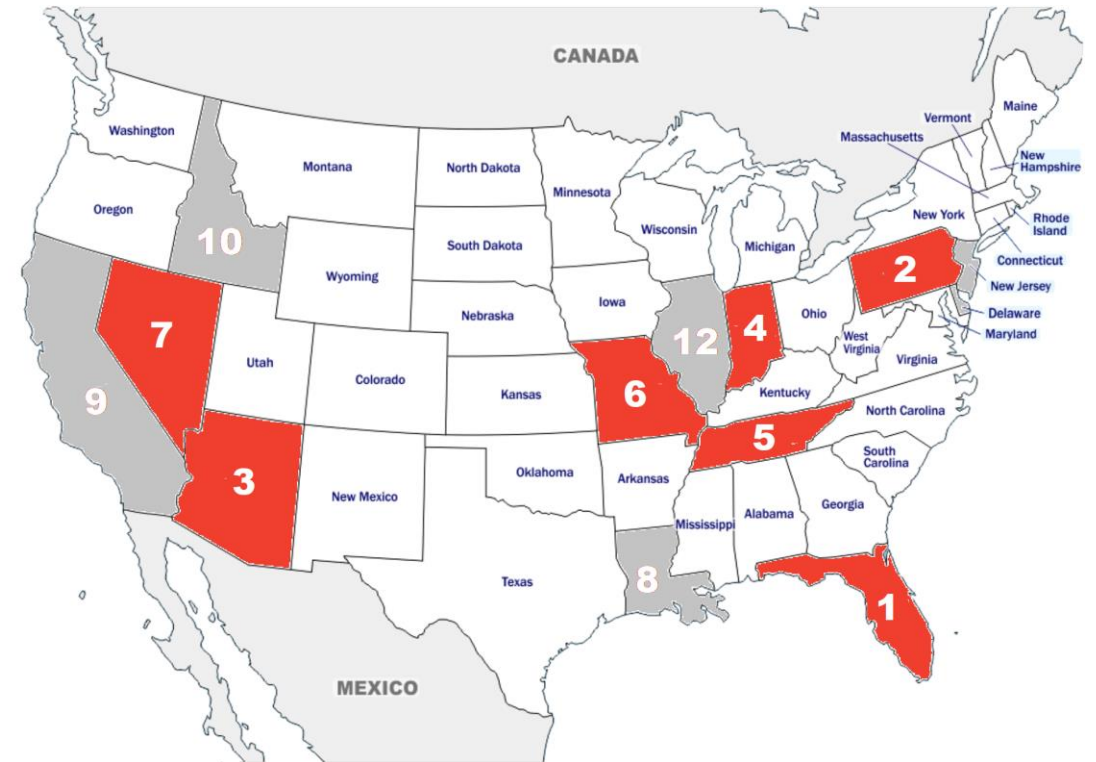 CANADA
Washington
Montana
North Dakota
Minnesota
Maine
Vermont
Massachusetts
New
Hampshire
Oregon
10
South Dakota
Wisconsin
Michigan
New York
Rhode
Island
Connecticut
Wyoming
2
New Jersey
Iowa
Nebraska
Ohio
Delaware
Maryland
7
Utah
12
4
West
Virginia
Virginia
Colorado
Kansas
6
Kentucky
9
5
North Carolina
South
Carolina
3
New Mexico
Oklahoma
Arkansas
Mississippi
Alabama
Georgia
Texas
8
1
MEXICO